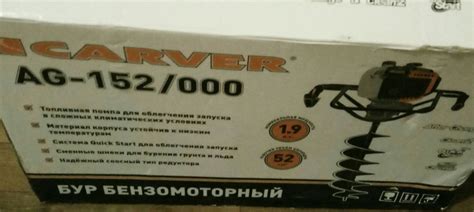 CARVER
AG-152/000
Топливная помпа для облегчения запуска
в сложных климатических условиях
Материал корпуса устойчив к низким
температурам
Система Quick Start для облегчения запуска
Сменные шнеки для бурения грунта и льда
Надёжный соосный тип редуктора
1.9
52
БУР БЕНЗОМОТОРНЫЙ